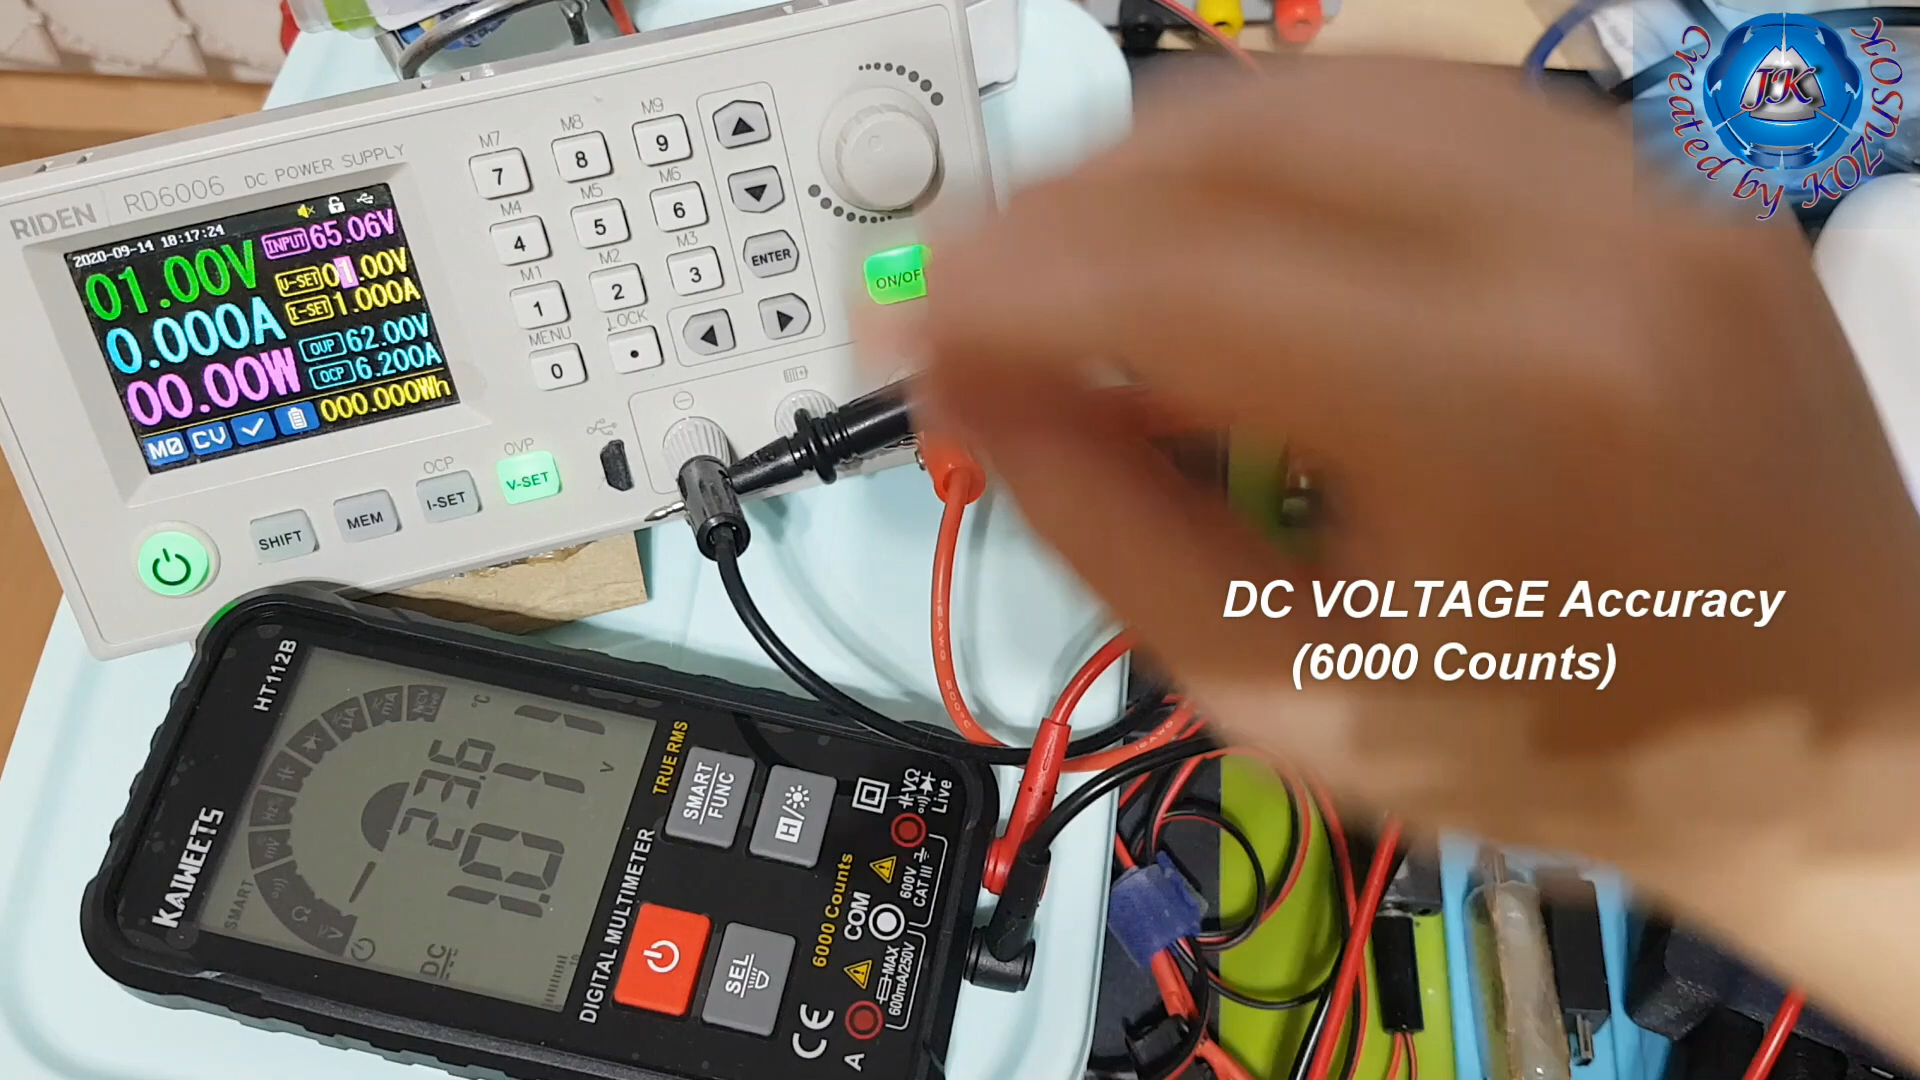 Created by KOZUSOK
JK
RIDEN RD6006 DC POWER SUPPLY
2020-09-14 18:17:24
INPUT 65.06V
01.00V
U-SET 01.00V
I-SET 1.000A
0.000A
OVP 62.00V
OCP 6.200A
00.00W
000.000Wh
M0 CV
M7 M8 M9
7 8 9
M4 M5 M6
4 5 6
M1 M2 M3
1 2 3
MENU LOCK
0 .
ENTER
ON/OF
SHIFT
MEM
OCP
I-SET
OVP
V-SET
DC VOLTAGE Accuracy
(6000 Counts)
KAIWEETS
HT112B
SMART
DC
°C
V
TRUE RMS
DIGITAL MULTIMETER
6000 Counts
SMART
FUNC
H
SEL
VΩ
Live
600V
CAT III
COM
MAX
600mA/250V
A
CE